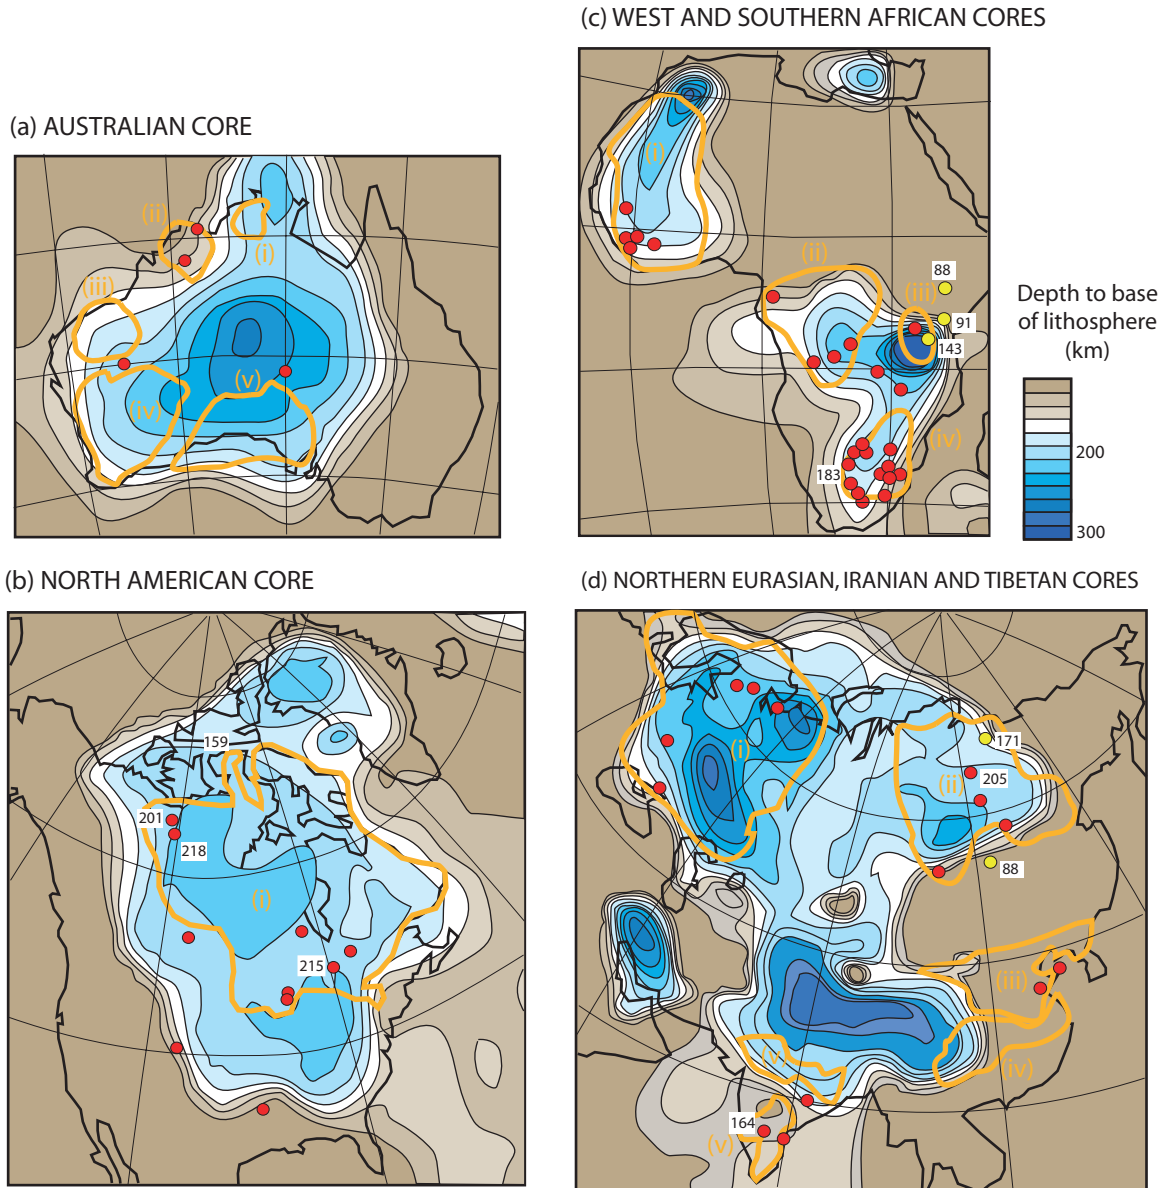 (c) WEST AND SOUTHERN AFRICAN CORES
(a) AUSTRALIAN CORE
(i)
(ii)
(ii)
(i)
(iii)
(iii)
88
91
143
(v)
(iv)
(iv)
183
Depth to base
of lithosphere
(km)
200
300
(b) NORTH AMERICAN CORE
(d) NORTHERN EURASIAN, IRANIAN AND TIBETAN CORES
159
201
218
(i)
215
(i)
171
(ii)
205
88
(iii)
(iv)
(v)
164
(v)